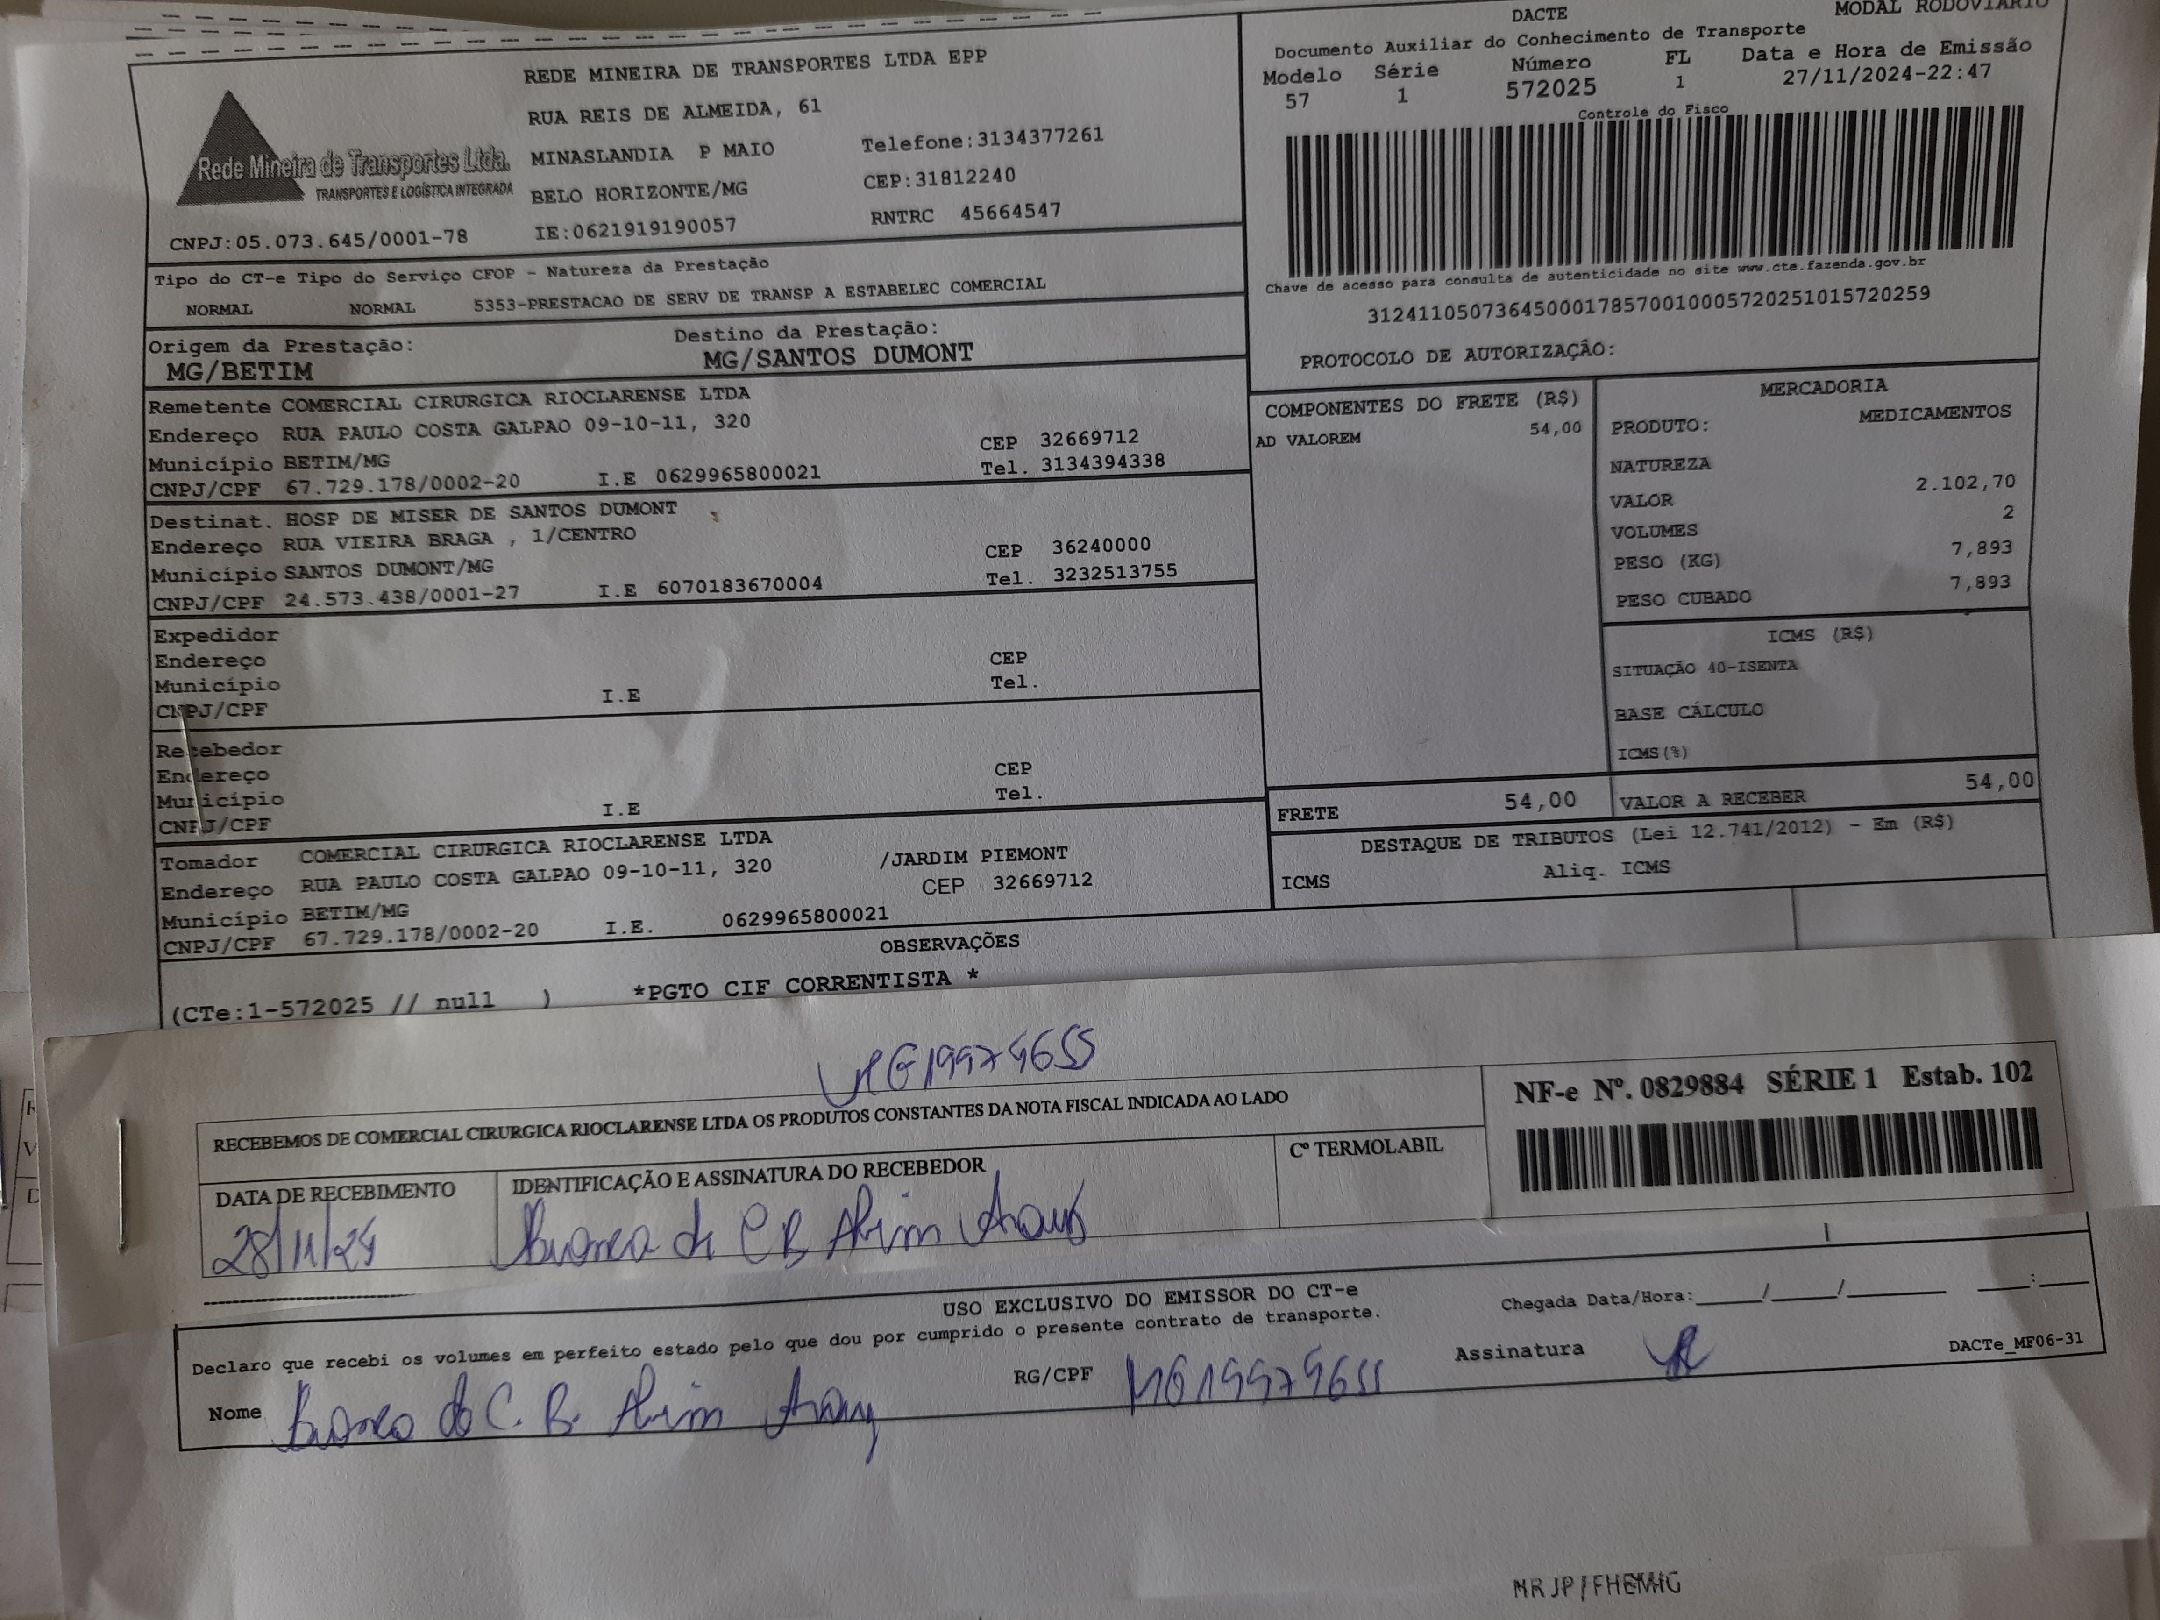 REDE MINEIRA DE TRANSPORTES LTDA EPP
RUA REIS DE ALMEIDA, 61
MINASLANDIA P MAIO Telefone:3134377261
BELO HORIZONTE/MG CEP:31812240
IE:0621919190057 RNTRC 45664547
Rede Mineira de Transportes Ltda.
TRANSPORTES E LOGÍSTICA INTEGRADA
CNPJ:05.073.645/0001-78
DACTE MODAL RODOVIÁRIO
Documento Auxiliar do Conhecimento de Transporte
Modelo Série Número FL Data e Hora de Emissão
57 1 572025 1 27/11/2024-22:47
Controle do Fisco
Chave de acesso para consulta de autenticidade no site www.cte.fazenda.gov.br
31241105073645000178570010005720251015720259
PROTOCOLO DE AUTORIZAÇÃO:
Tipo do CT-e Tipo do Serviço CFOP - Natureza da Prestação
NORMAL NORMAL 5353-PRESTACAO DE SERV DE TRANSP A ESTABELEC COMERCIAL
Origem da Prestação: Destino da Prestação:
MG/BETIM MG/SANTOS DUMONT
Remetente COMERCIAL CIRURGICA RIOCLARENSE LTDA
Endereço RUA PAULO COSTA GALPAO 09-10-11, 320 CEP 32669712
Município BETIM/MG Tel. 3134394338
CNPJ/CPF 67.729.178/0002-20 I.E 0629965800021
Destinat. HOSP DE MISER DE SANTOS DUMONT
Endereço RUA VIEIRA BRAGA , 1/CENTRO CEP 36240000
Município SANTOS DUMONT/MG Tel. 3232513755
CNPJ/CPF 24.573.438/0001-27 I.E 6070183670004
Expedidor
Endereço CEP
Município Tel.
CNPJ/CPF I.E
Recebedor
Endereço CEP
Município Tel.
CNPJ/CPF I.E
Tomador COMERCIAL CIRURGICA RIOCLARENSE LTDA
Endereço RUA PAULO COSTA GALPAO 09-10-11, 320 /JARDIM PIEMONT
Município BETIM/MG CEP 32669712
CNPJ/CPF 67.729.178/0002-20 I.E. 0629965800021
COMPONENTES DO FRETE (R$)
AD VALOREM 54,00
MERCADORIA
PRODUTO: MEDICAMENTOS
NATUREZA
VALOR 2.102,70
VOLUMES 2
PESO (KG) 7,893
PESO CUBADO 7,893
ICMS (R$)
SITUAÇÃO 40-ISENTA
BASE CÁLCULO
ICMS(%)
FRETE 54,00 VALOR A RECEBER 54,00
DESTAQUE DE TRIBUTOS (Lei 12.741/2012) - Em (R$)
ICMS Aliq. ICMS
OBSERVAÇÕES
(CTe:1-572025 // null ) *PGTO CIF CORRENTISTA *
MG19979655
RECEBEMOS DE COMERCIAL CIRURGICA RIOCLARENSE LTDA OS PRODUTOS CONSTANTES DA NOTA FISCAL INDICADA AO LADO
NF-e Nº. 0829884 SÉRIE 1 Estab. 102
DATA DE RECEBIMENTO IDENTIFICAÇÃO E ASSINATURA DO RECEBEDOR Cº TERMOLABIL
28/11/24
USO EXCLUSIVO DO EMISSOR DO CT-e
Declaro que recebi os volumes em perfeito estado pelo que dou por cumprido o presente contrato de transporte.
Chegada Data/Hora:_____/_____/_______ ___:____
Nome RG/CPF MG19979655 Assinatura
DACTe_MF06-31
MRJP/FHEMIG